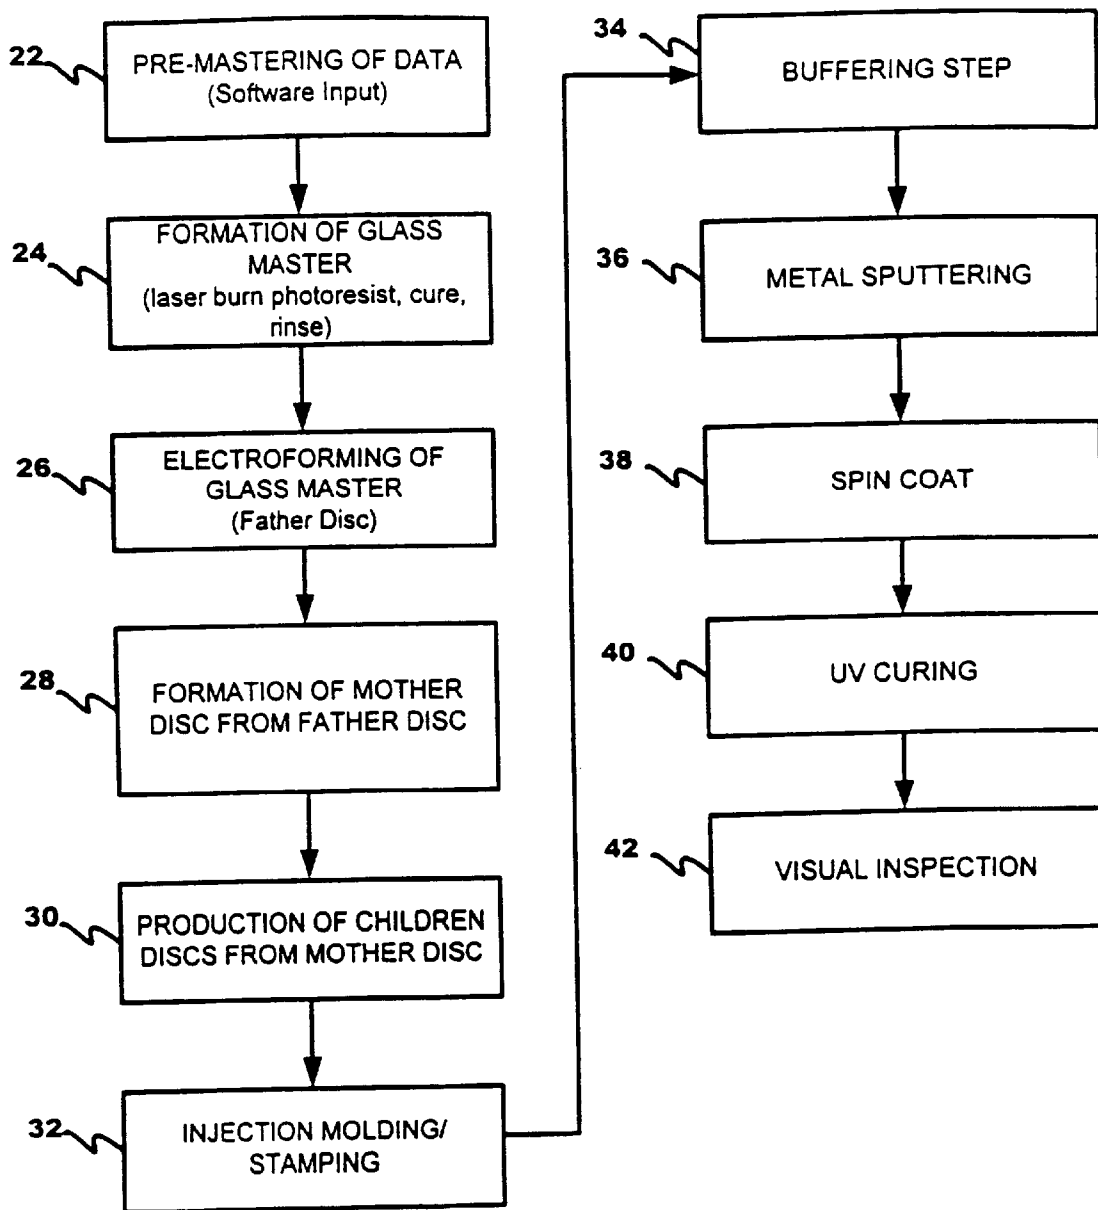 22
PRE-MASTERING OF DATA
(Software Input)
24
FORMATION OF GLASS
MASTER
(laser burn photoresist, cure,
rinse)
26
ELECTROFORMING OF
GLASS MASTER
(Father Disc)
28
FORMATION OF MOTHER
DISC FROM FATHER DISC
30
PRODUCTION OF CHILDREN
DISCS FROM MOTHER DISC
32
INJECTION MOLDING/
STAMPING
34
BUFFERING STEP
36
METAL SPUTTERING
38
SPIN COAT
40
UV CURING
42
VISUAL INSPECTION